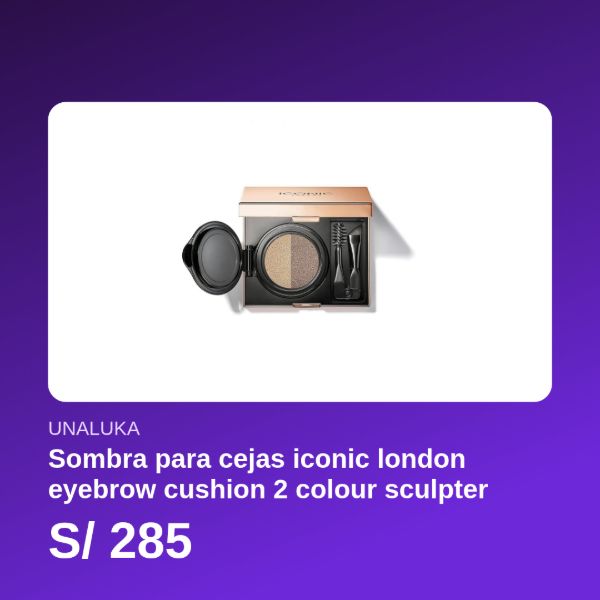 ICONIC
UNALUKA
Sombra para cejas iconic london
eyebrow cushion 2 colour sculpter
S/ 285